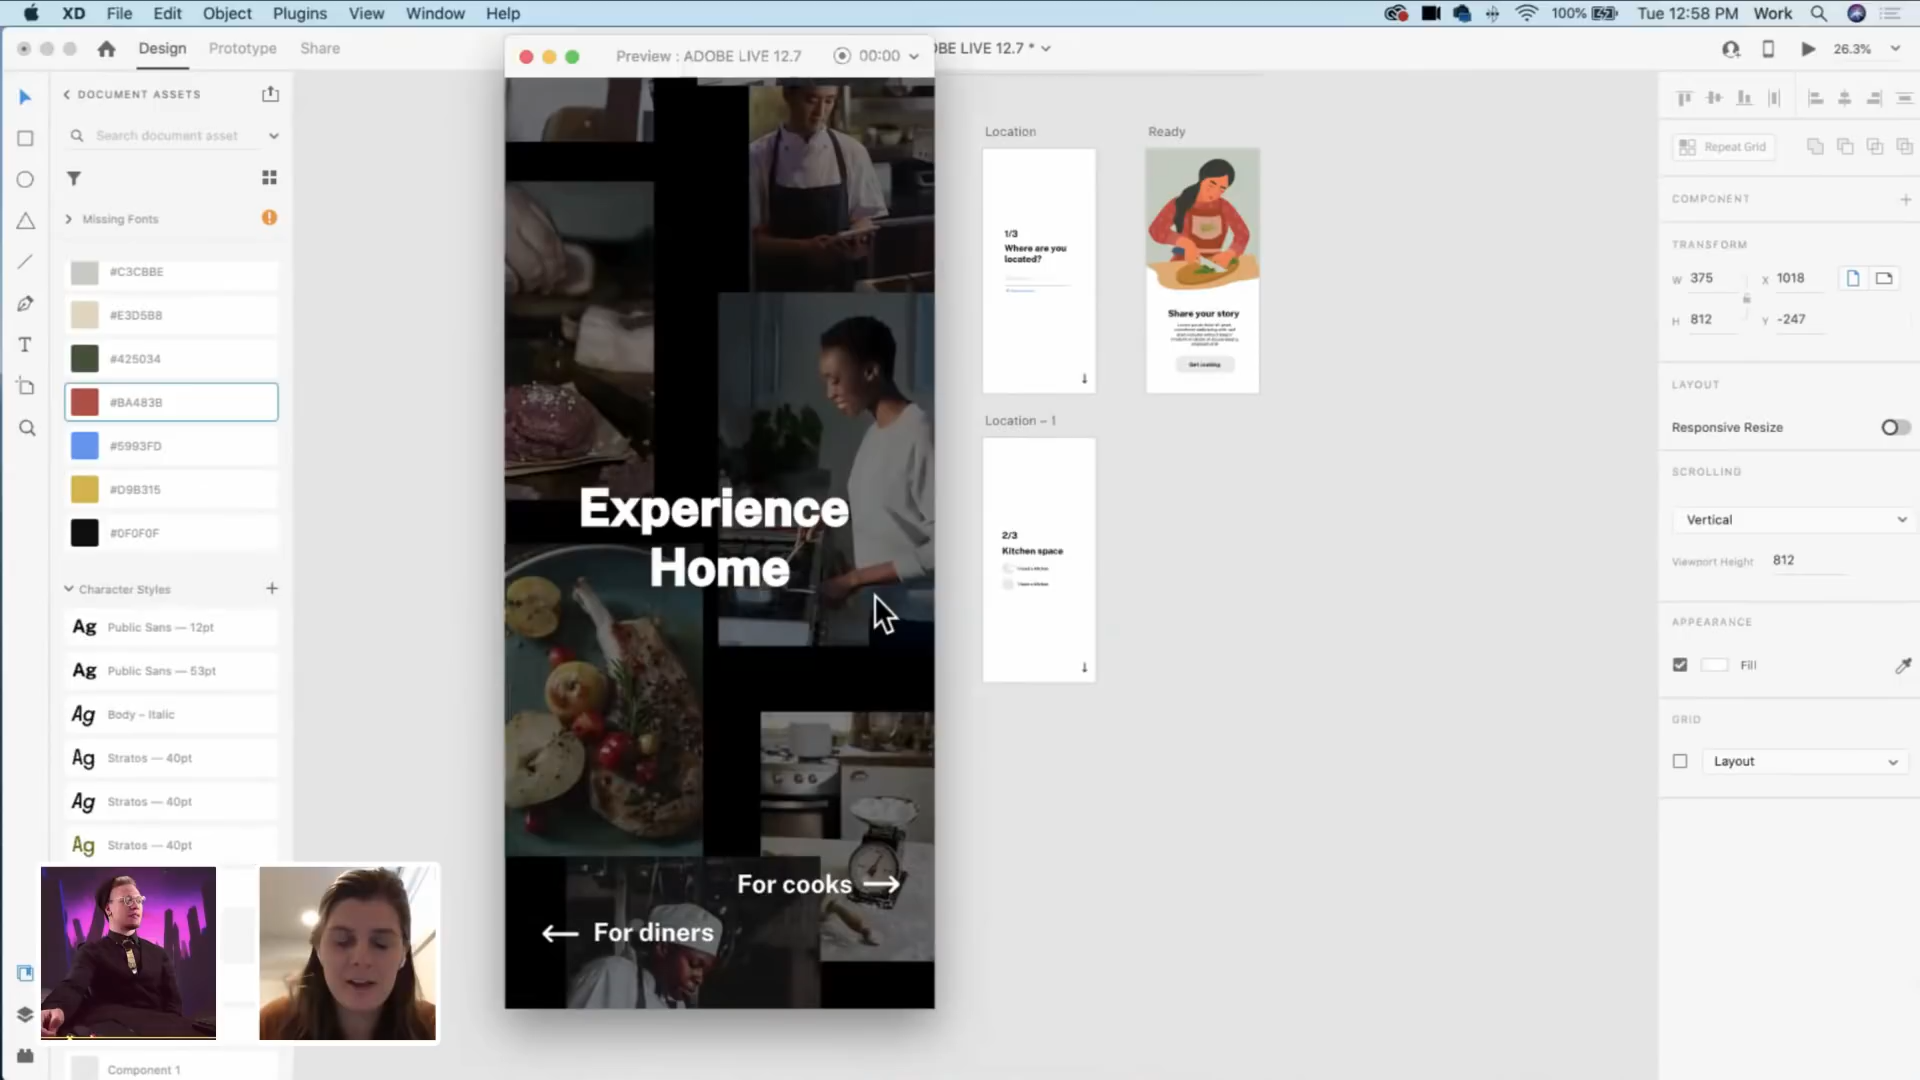 XD File Edit Object Plugins View Window Help
100% Tue 12:58 PM Work
Design Prototype Share
Preview : ADOBE LIVE 12.7 00:00
OBE LIVE 12.7 *
26.3%
DOCUMENT ASSETS
Search document asset
Missing Fonts
#C3CBBE
#E3D5B8
#425034
#BA483B
#5993FD
#D9B315
#0F0F0F
Character Styles
Ag Public Sans — 12pt
Ag Public Sans — 53pt
Ag Body – Italic
Ag Stratos — 40pt
Ag Stratos — 40pt
Ag Stratos — 40pt
Component 1
Experience
Home
For cooks
For diners
Location
1/3
Where are you
located?
Ready
Share your story
Get cooking
Location – 1
2/3
Kitchen space
Repeat Grid
COMPONENT
TRANSFORM
W 375 X 1018
H 812 Y -247
LAYOUT
Responsive Resize
SCROLLING
Vertical
Viewport Height 812
APPEARANCE
Fill
GRID
Layout